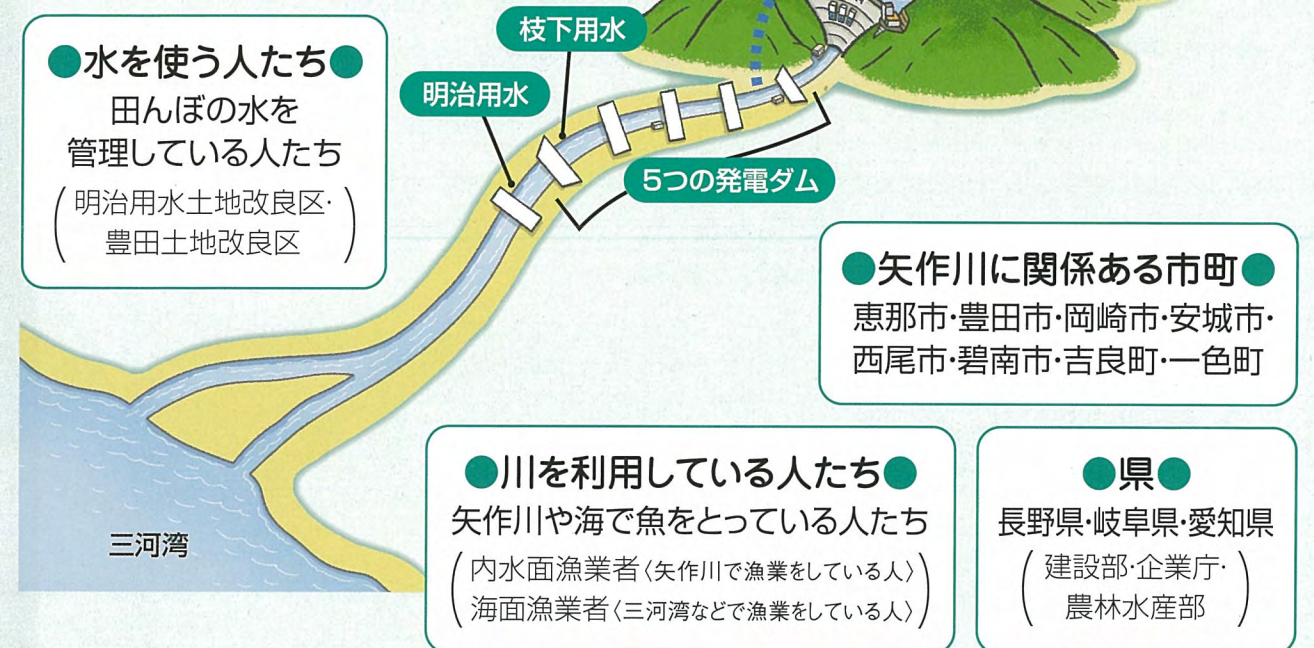 ●水を使う人たち●
田んぼの水を
管理している人たち
(明治用水土地改良区・
豊田土地改良区)
枝下用水
明治用水
5つの発電ダム
●矢作川に関係ある市町●
恵那市・豊田市・岡崎市・安城市・
西尾市・碧南市・吉良町・一色町
三河湾
●川を利用している人たち●
矢作川や海で魚をとっている人たち
(内水面漁業者〈矢作川で漁業をしている人〉
海面漁業者〈三河湾などで漁業をしている人〉)
●県●
長野県・岐阜県・愛知県
(建設部・企業庁・
農林水産部)